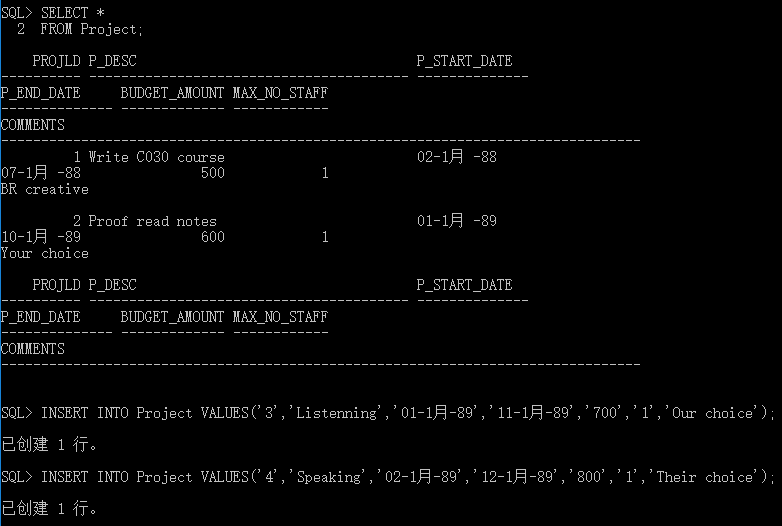 SQL> SELECT *
  2  FROM Project;
    PROJLD P_DESC                                   P_START_DATE
---------- ---------------------------------------- --------------
P_END_DATE     BUDGET_AMOUNT MAX_NO_STAFF
-------------- ------------- ------------
COMMENTS
--------------------------------------------------------------------------------
         1 Write C030 course                        02-1月 -88
07-1月 -88               500            1
BR creative
         2 Proof read notes                         01-1月 -89
10-1月 -89               600            1
Your choice
    PROJLD P_DESC                                   P_START_DATE
---------- ---------------------------------------- --------------
P_END_DATE     BUDGET_AMOUNT MAX_NO_STAFF
-------------- ------------- ------------
COMMENTS
--------------------------------------------------------------------------------
SQL> INSERT INTO Project VALUES('3','Listenning','01-1月-89','11-1月-89','700','1','Our choice');
已创建 1 行。
SQL> INSERT INTO Project VALUES('4','Speaking','02-1月-89','12-1月-89','800','1','Their choice');
已创建 1 行。